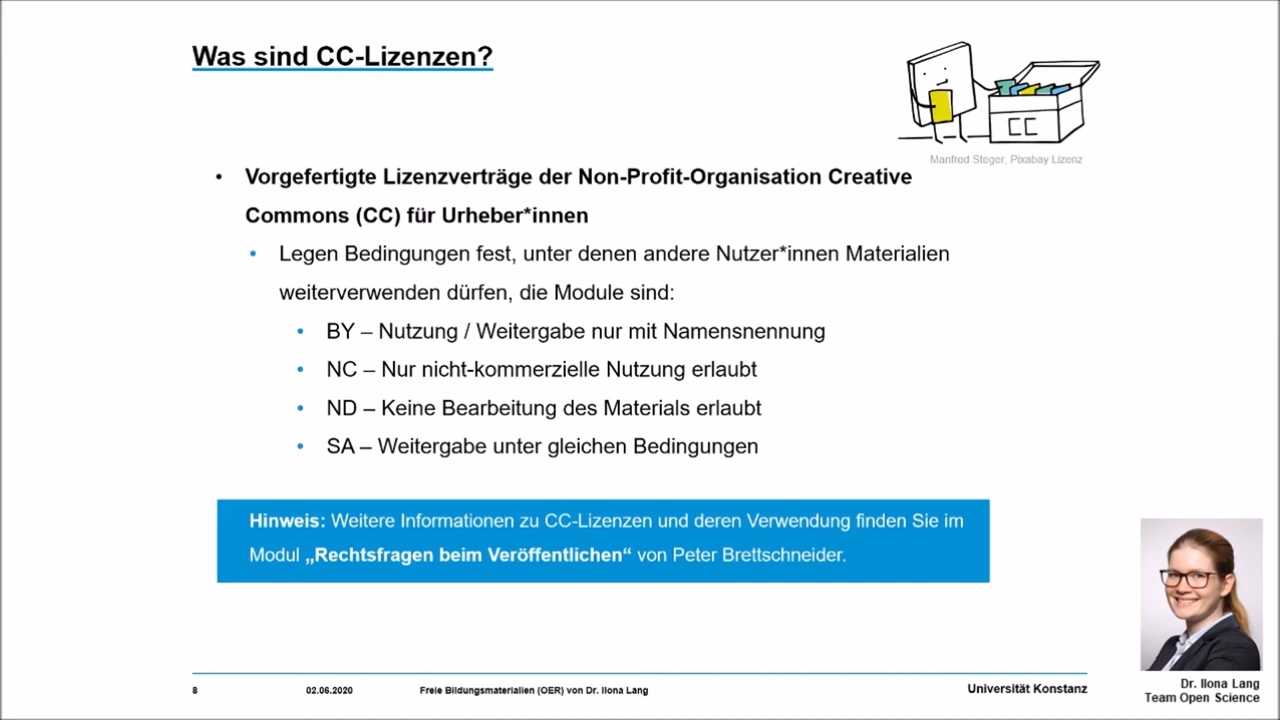 Was sind CC-Lizenzen?
CC
Manfred Steger, Pixabay Lizenz
• Vorgefertigte Lizenzverträge der Non-Profit-Organisation Creative
Commons (CC) für Urheber*innen
• Legen Bedingungen fest, unter denen andere Nutzer*innen Materialien
weiterverwenden dürfen, die Module sind:
• BY – Nutzung / Weitergabe nur mit Namensnennung
• NC – Nur nicht-kommerzielle Nutzung erlaubt
• ND – Keine Bearbeitung des Materials erlaubt
• SA – Weitergabe unter gleichen Bedingungen
Hinweis: Weitere Informationen zu CC-Lizenzen und deren Verwendung finden Sie im
Modul „Rechtsfragen beim Veröffentlichen“ von Peter Brettschneider.
8 02.06.2020 Freie Bildungsmaterialien (OER) von Dr. Ilona Lang Universität Konstanz
Dr. Ilona Lang
Team Open Science